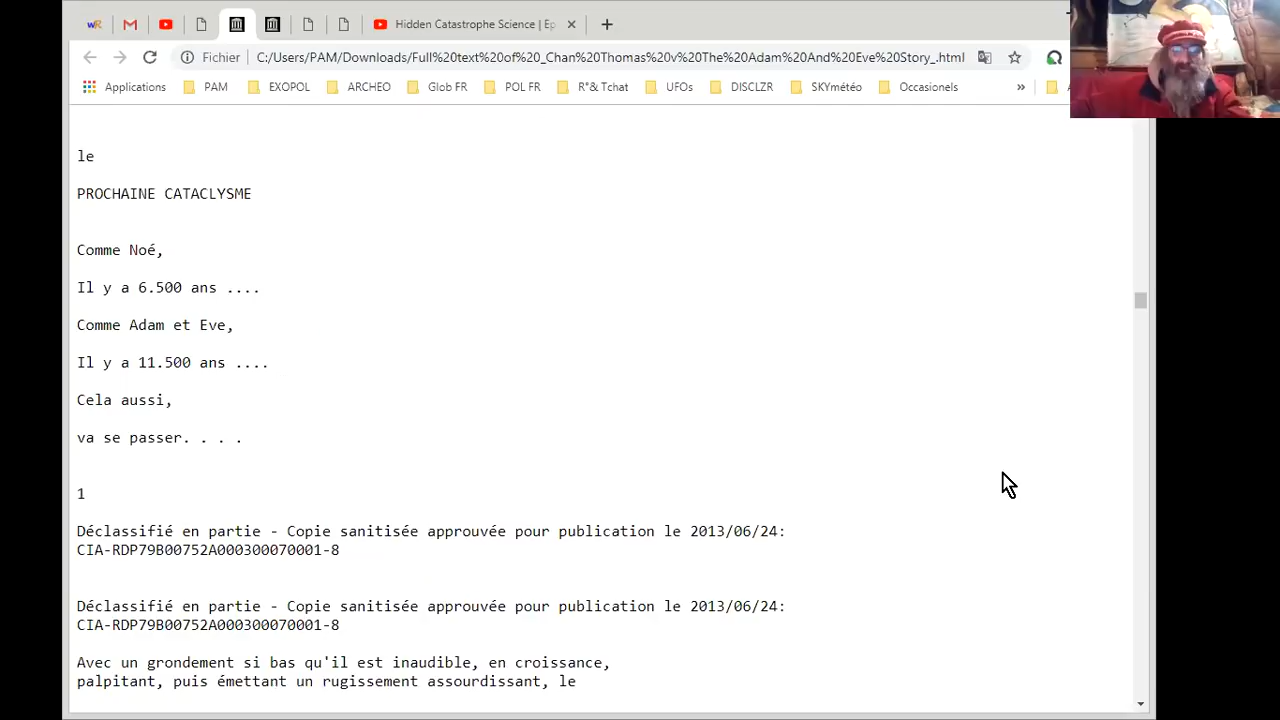 wR
Hidden Catastrophe Science | Ep
Fichier
C:/Users/PAM/Downloads/Full%20text%20of%20_Chan%20Thomas%20v%20The%20Adam%20And%20Eve%20Story_.html
Applications PAM EXOPOL ARCHEO Glob FR POL FR R°& Tchat UFOs DISCLZR SKYmétéo Occasionels »
le
PROCHAINE CATACLYSME
Comme Noé,
Il y a 6.500 ans ....
Comme Adam et Eve,
Il y a 11.500 ans ....
Cela aussi,
va se passer. . . .
1
Déclassifié en partie - Copie sanitisée approuvée pour publication le 2013/06/24:
CIA-RDP79B00752A000300070001-8
Déclassifié en partie - Copie sanitisée approuvée pour publication le 2013/06/24:
CIA-RDP79B00752A000300070001-8
Avec un grondement si bas qu'il est inaudible, en croissance,
palpitant, puis émettant un rugissement assourdissant, le